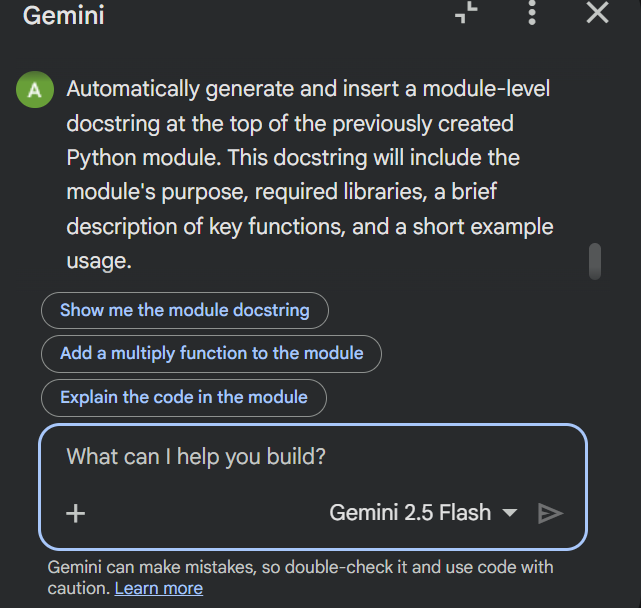 Gemini
A
Automatically generate and insert a module-level
docstring at the top of the previously created
Python module. This docstring will include the
module's purpose, required libraries, a brief
description of key functions, and a short example
usage.
Show me the module docstring
Add a multiply function to the module
Explain the code in the module
What can I help you build?
Gemini 2.5 Flash
Gemini can make mistakes, so double-check it and use code with
caution. Learn more